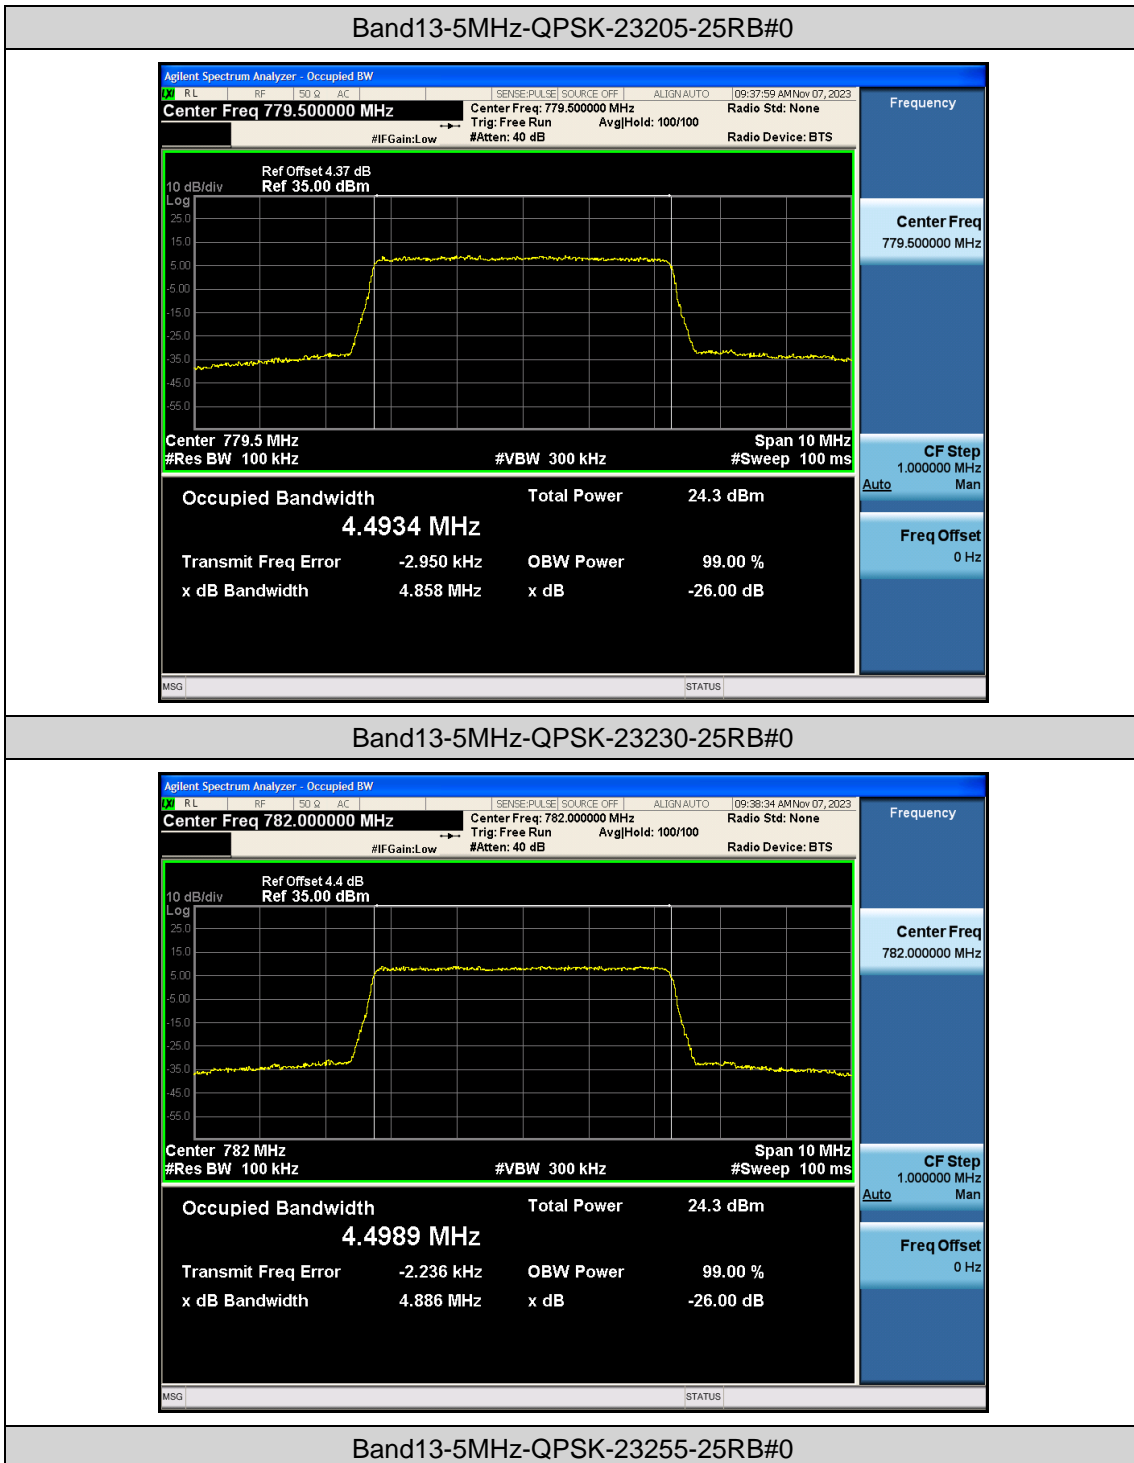 Band13-5MHz-QPSK-23205-25RB#0
Agilent Spectrum Analyzer - Occupied BW
LXI RL RF 50 Ω AC SENSE:PULSE SOURCE OFF ALIGN AUTO 09:37:59 AM Nov 07, 2023
Center Freq 779.500000 MHz Center Freq: 779.500000 MHz Radio Std: None
Trig: Free Run Avg|Hold: 100/100
#IFGain:Low #Atten: 40 dB Radio Device: BTS
Frequency
Ref Offset 4.37 dB
10 dB/div Ref 35.00 dBm
Log
25.0
15.0
5.00
-5.00
-15.0
-25.0
-35.0
-45.0
-55.0
Center 779.5 MHz Span 10 MHz
#Res BW 100 kHz #VBW 300 kHz #Sweep 100 ms
Center Freq
779.500000 MHz
CF Step
1.000000 MHz
Auto Man
Freq Offset
0 Hz
Occupied Bandwidth Total Power 24.3 dBm
4.4934 MHz
Transmit Freq Error -2.950 kHz OBW Power 99.00 %
x dB Bandwidth 4.858 MHz x dB -26.00 dB
MSG STATUS
Band13-5MHz-QPSK-23230-25RB#0
Agilent Spectrum Analyzer - Occupied BW
LXI RL RF 50 Ω AC SENSE:PULSE SOURCE OFF ALIGN AUTO 09:38:34 AM Nov 07, 2023
Center Freq 782.000000 MHz Center Freq: 782.000000 MHz Radio Std: None
Trig: Free Run Avg|Hold: 100/100
#IFGain:Low #Atten: 40 dB Radio Device: BTS
Frequency
Ref Offset 4.4 dB
10 dB/div Ref 35.00 dBm
Log
25.0
15.0
5.00
-5.00
-15.0
-25.0
-35.0
-45.0
-55.0
Center 782 MHz Span 10 MHz
#Res BW 100 kHz #VBW 300 kHz #Sweep 100 ms
Center Freq
782.000000 MHz
CF Step
1.000000 MHz
Auto Man
Freq Offset
0 Hz
Occupied Bandwidth Total Power 24.3 dBm
4.4989 MHz
Transmit Freq Error -2.236 kHz OBW Power 99.00 %
x dB Bandwidth 4.886 MHz x dB -26.00 dB
MSG STATUS
Band13-5MHz-QPSK-23255-25RB#0